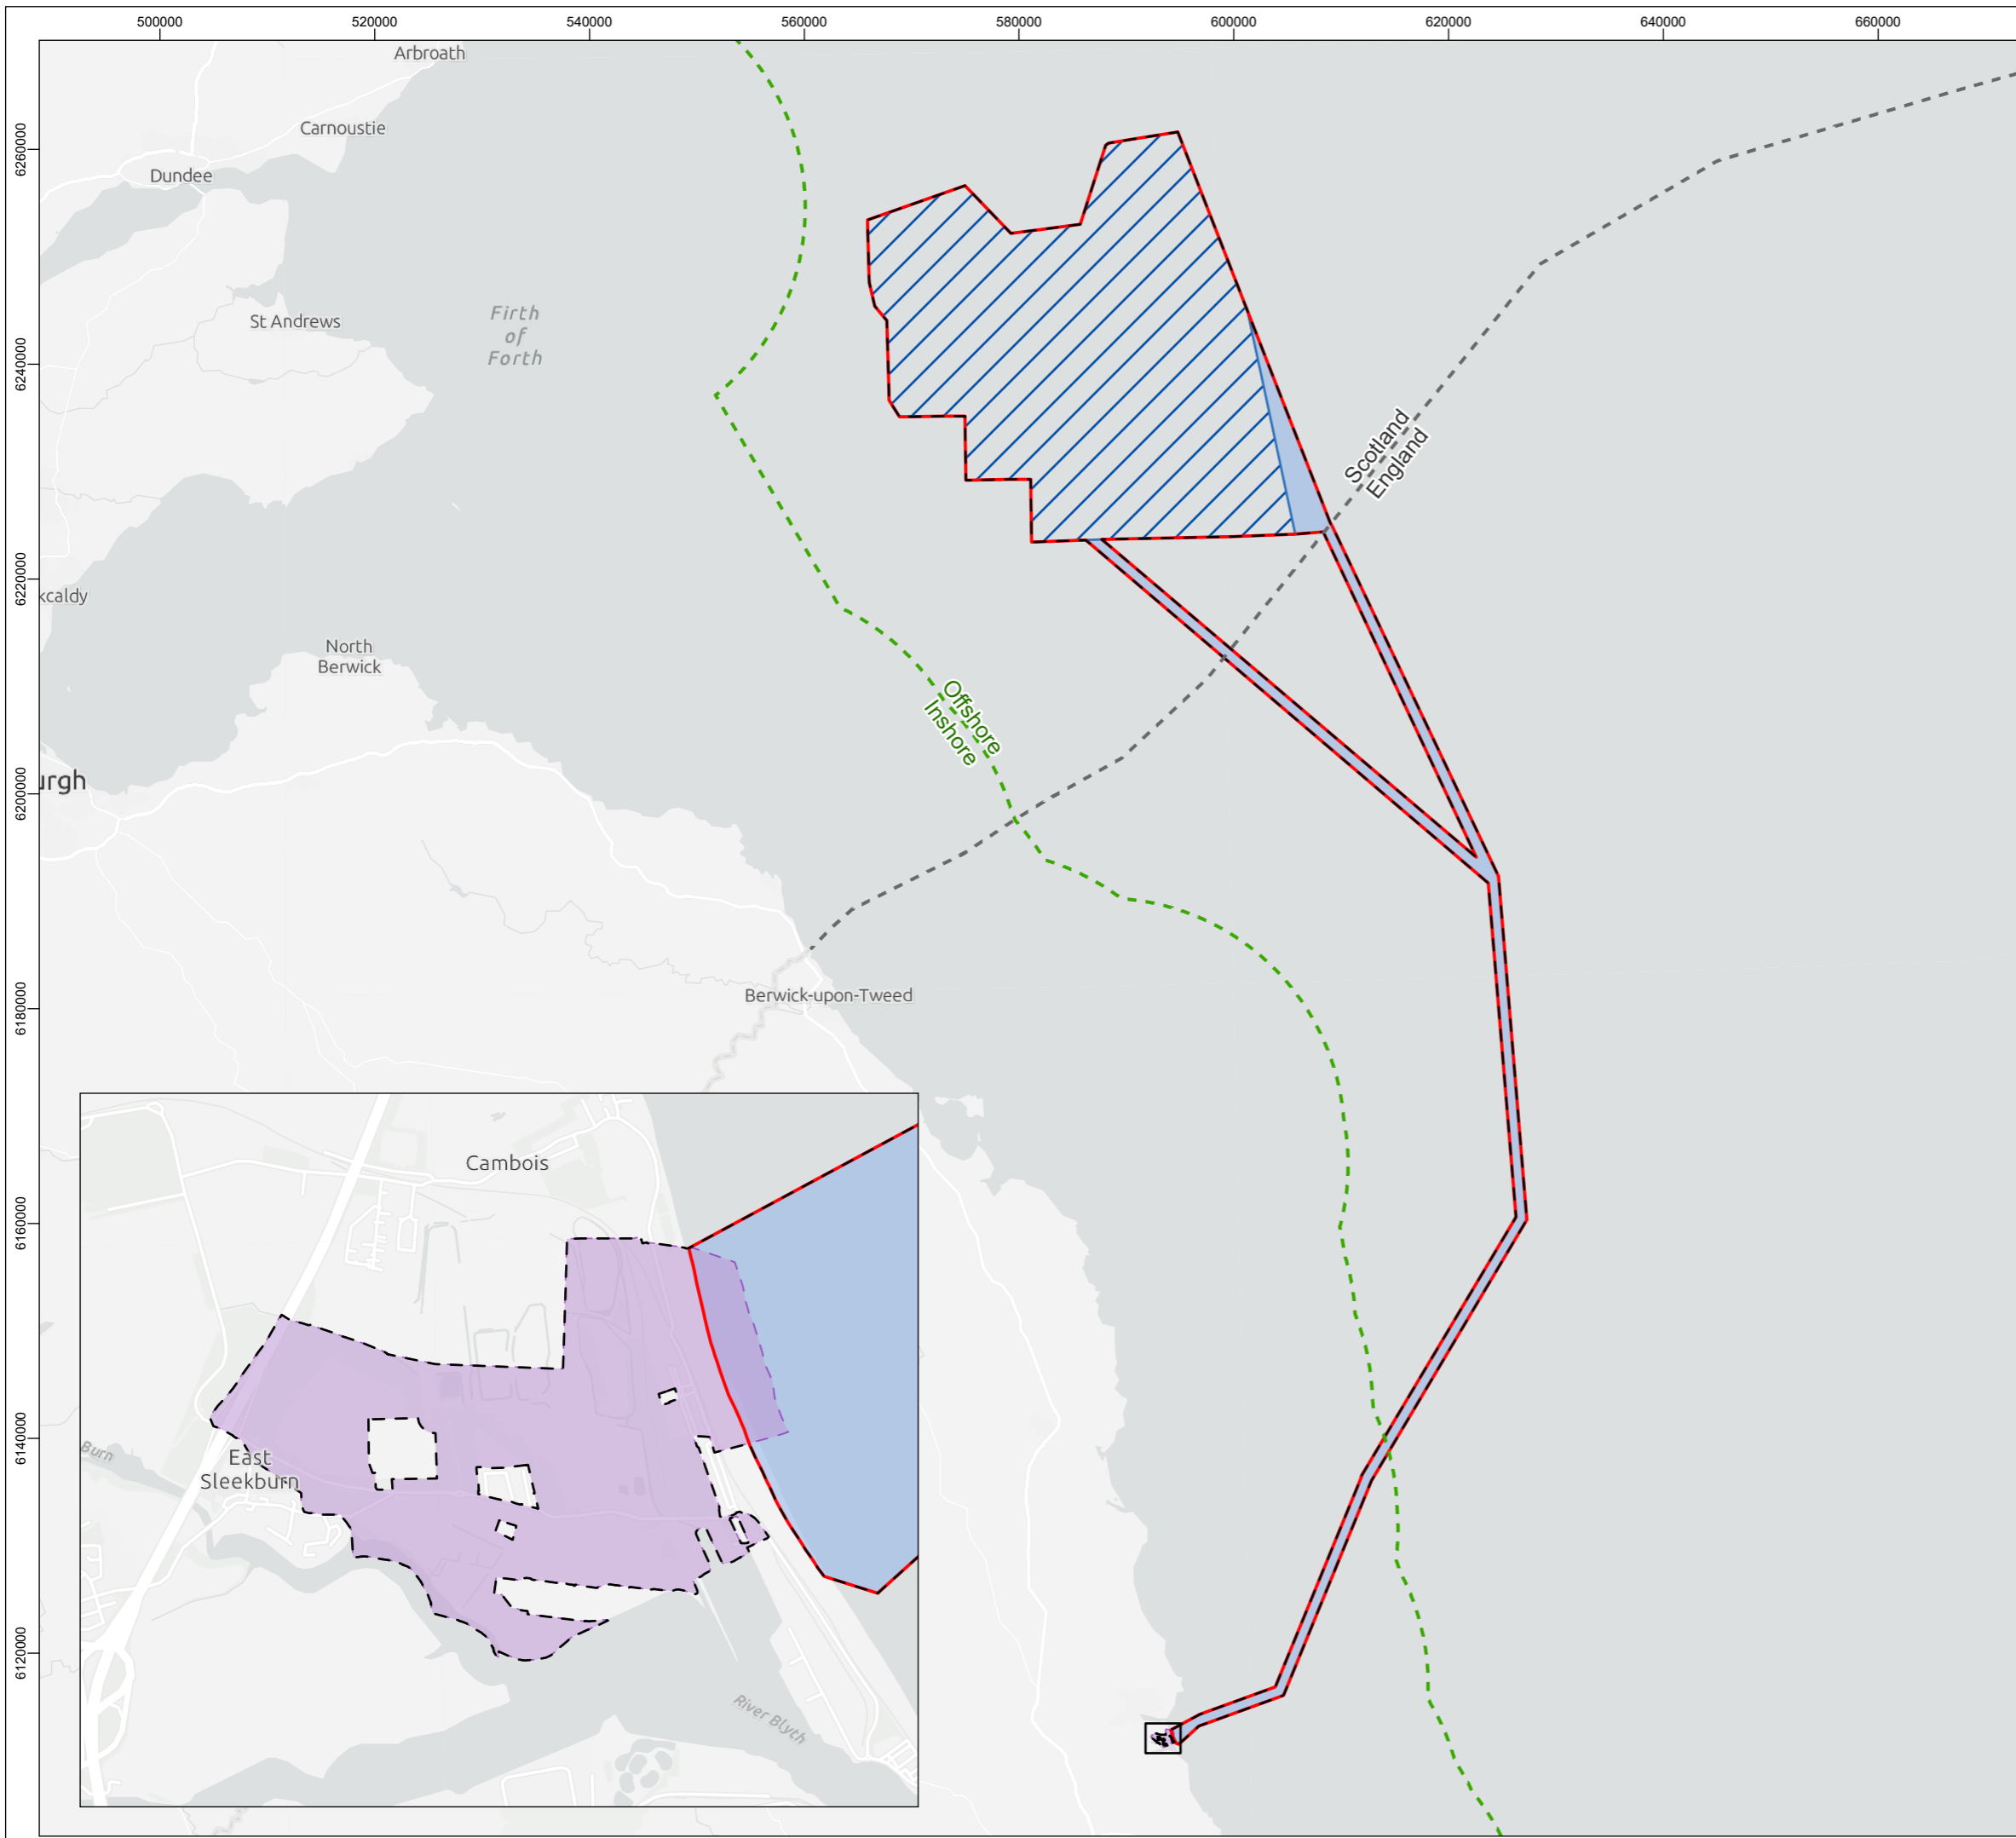 500000 520000 540000 560000 580000 600000 620000 640000 660000
Arbroath
Carnoustie
6260000
Dundee
St Andrews
Firth
of
Forth
6240000
Scotland
England
6220000
kcaldy
North
Berwick
Offshore
Inshore
urgh
6200000
6180000
Berwick-upon-Tweed
Cambois
6160000
6140000
Burn
East
Sleekburn
6120000
River Blyth